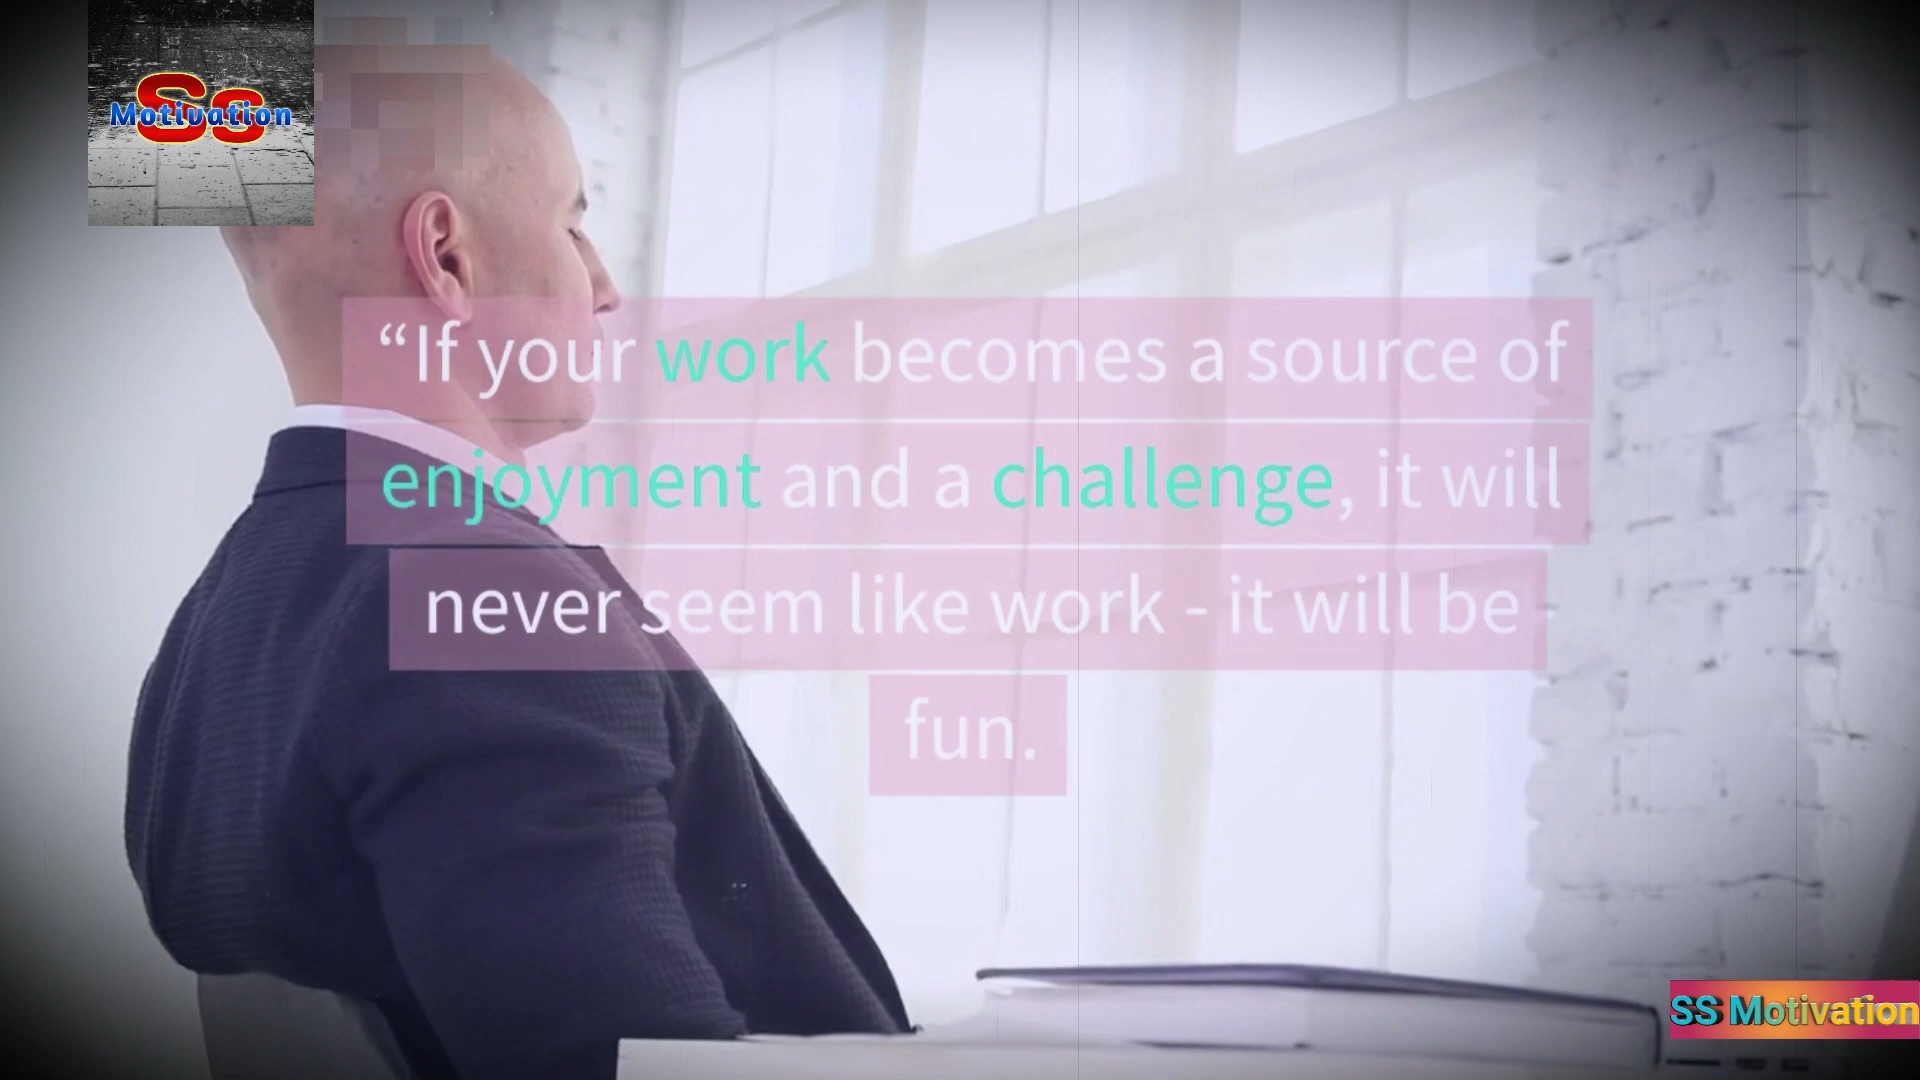 Ss
Motivation
“If your work becomes a source of
enjoyment and a challenge, it will
never seem like work - it will be
fun.
SS Motivation